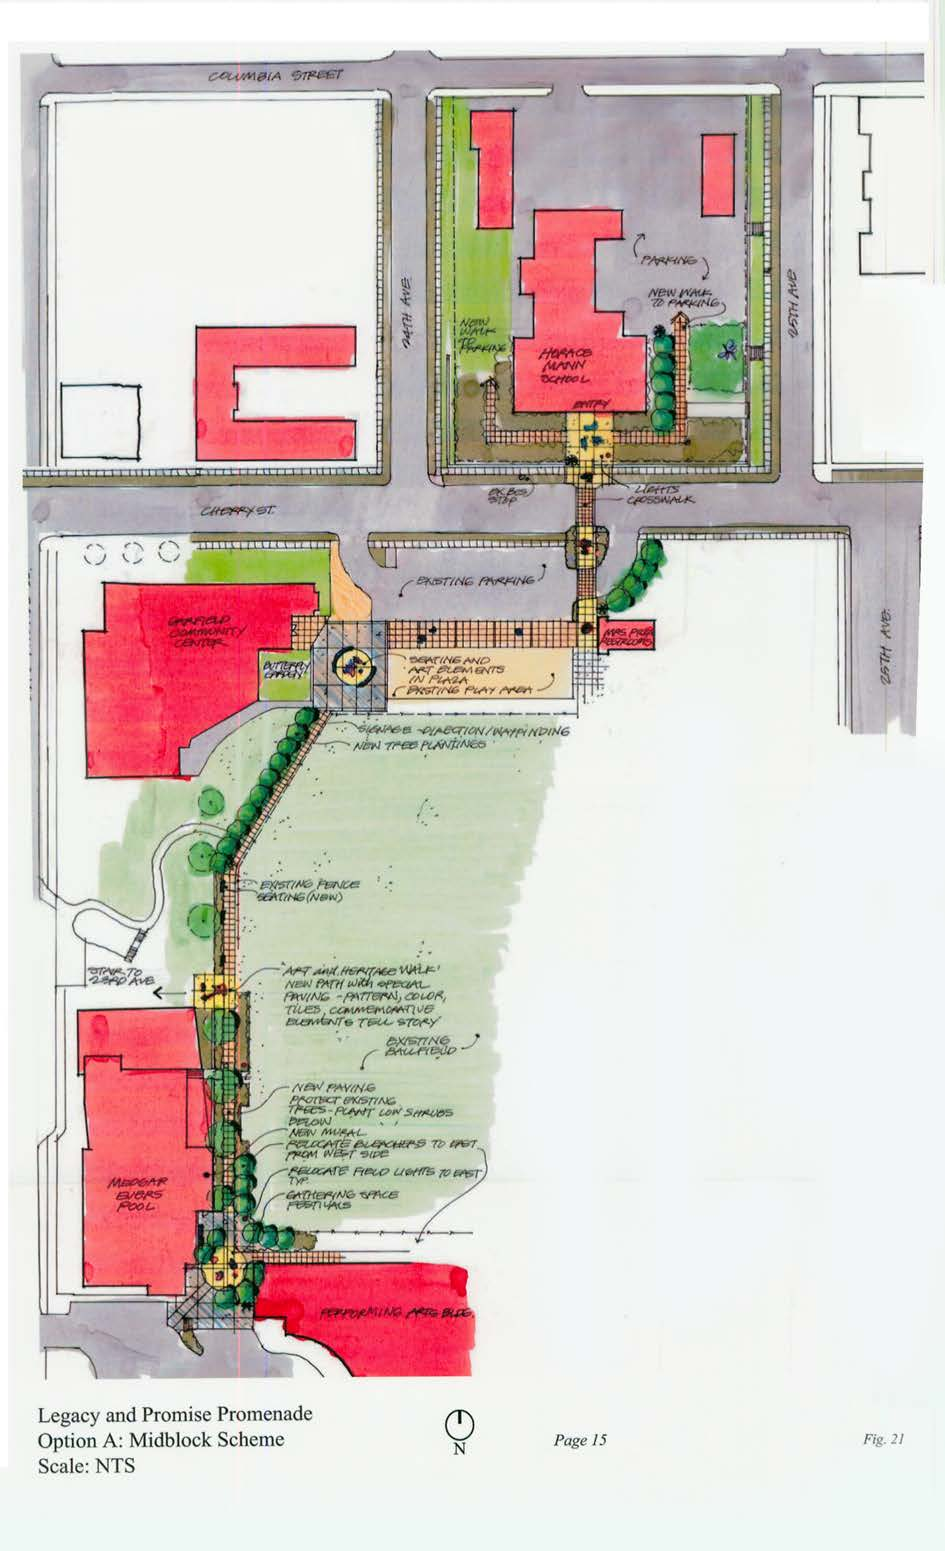 COLUMBIA STREET
24TH AVE.
25TH AVE.
PARKING
NEW WALK
TO PARKING
NEW
WALK
TO
PARKING
HORACE
MANN
SCHOOL
ENTRY
EX. BUS
STOP
LIGHTS
CROSSWALK
CHERRY ST.
EXISTING PARKING
GARFIELD
COMMUNITY
CENTER
BUTTERFLY
GARDEN
SEATING AND
ART ELEMENTS
IN PLAZA
EXISTING PLAY AREA
RESTROOMS
25TH AVE.
SIGNAGE - DIRECTION/WAYFINDING
NEW TREE PLANTINGS
EXISTING FENCE
SEATING (NEW)
STAIR TO
23RD AVE
'ART and HERITAGE WALK'
NEW PATH with SPECIAL
PAVING - PATTERN, COLOR,
TILES, COMMEMORATIVE
ELEMENTS TELL STORY
EXISTING
BALLFIELD
NEW PAVING
PROTECT EXISTING
TREES - PLANT LOW SHRUBS
BELOW
NEW MURAL
RELOCATE BLEACHERS TO EAST
FROM WEST SIDE
RELOCATE FIELD LIGHTS TO EAST
TYP.
GATHERING SPACE
FESTIVALS
MEDGAR
EVERS
POOL
PERFORMING ARTS BLDG.
Legacy and Promise Promenade
Option A: Midblock Scheme
Scale: NTS
N
Page 15
Fig. 21